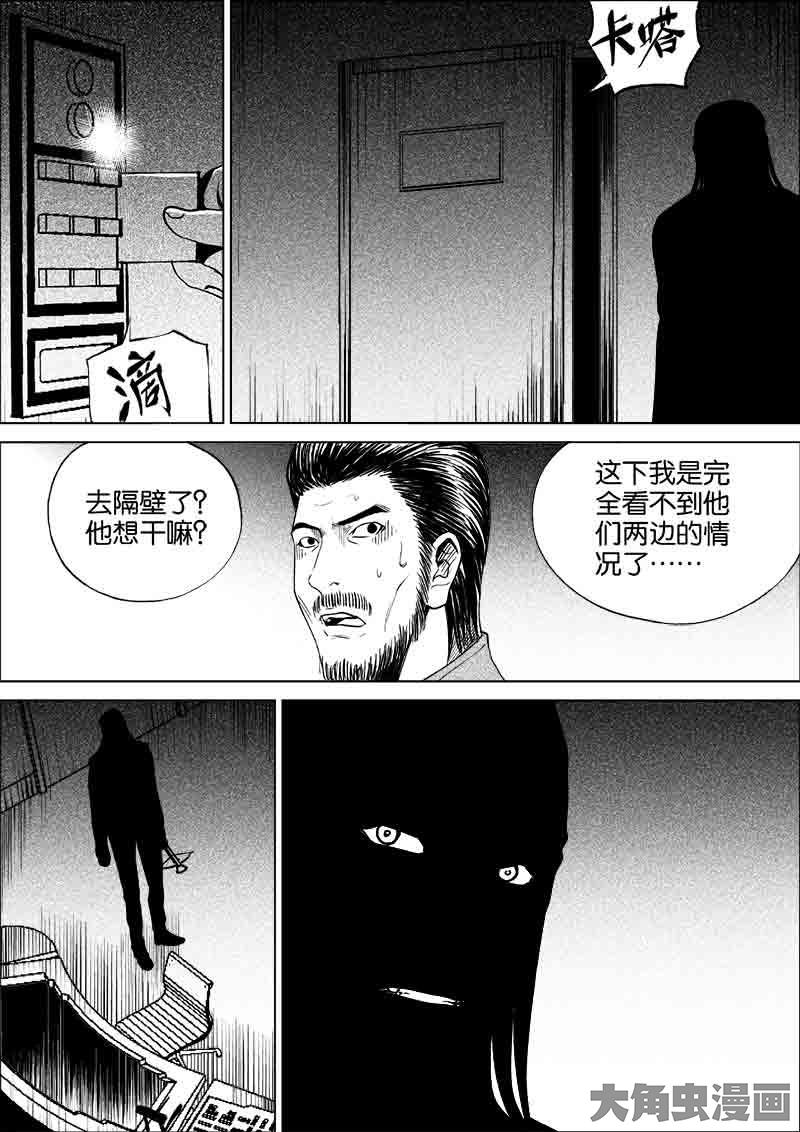 滴
卡嗒
去隔壁了?
他想干嘛?
这下我是完
全看不到他
们两边的情
况了……
大角虫漫画